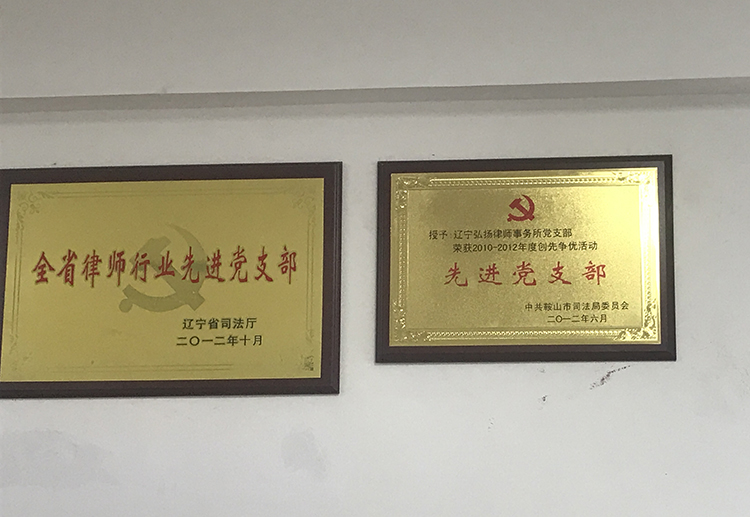 全省律师行业先进党支部
辽宁省司法厅
二〇一二年十月
授予 辽宁弘扬律师事务所党支部
荣获2010-2012年度创先争优活动
先进党支部
中共鞍山市司法局委员会
二〇一二年六月